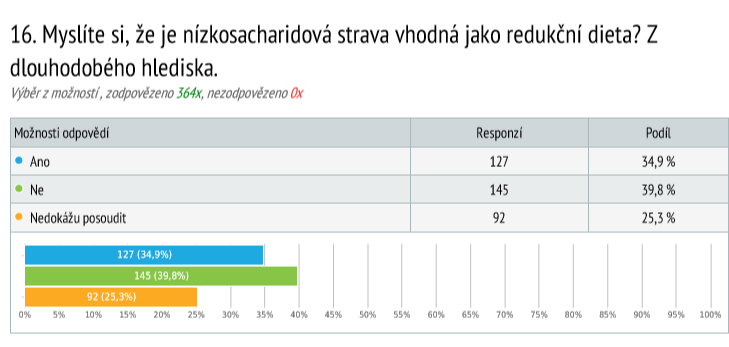 16. Myslíte si, že je nízkosacharidová strava vhodná jako redukční dieta? Z
dlouhodobého hlediska.
Výběr z možností, zodpovězeno 364x, nezodpovězeno 0x
Možnosti odpovědí Responzí Podíl
Ano 127 34,9 %
Ne 145 39,8 %
Nedokážu posoudit 92 25,3 %
127 (34,9%)
145 (39,8%)
92 (25,3%)
0% 5% 10% 15% 20% 25% 30% 35% 40% 45% 50% 55% 60% 65% 70% 75% 80% 85% 90% 95% 100%